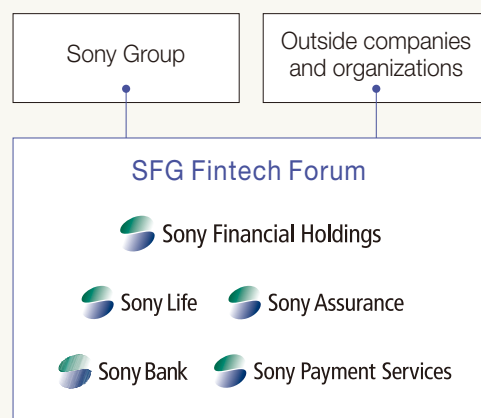 Sony Group
Outside companies
and organizations
SFG Fintech Forum
Sony Financial Holdings
Sony Life
Sony Assurance
Sony Bank
Sony Payment Services